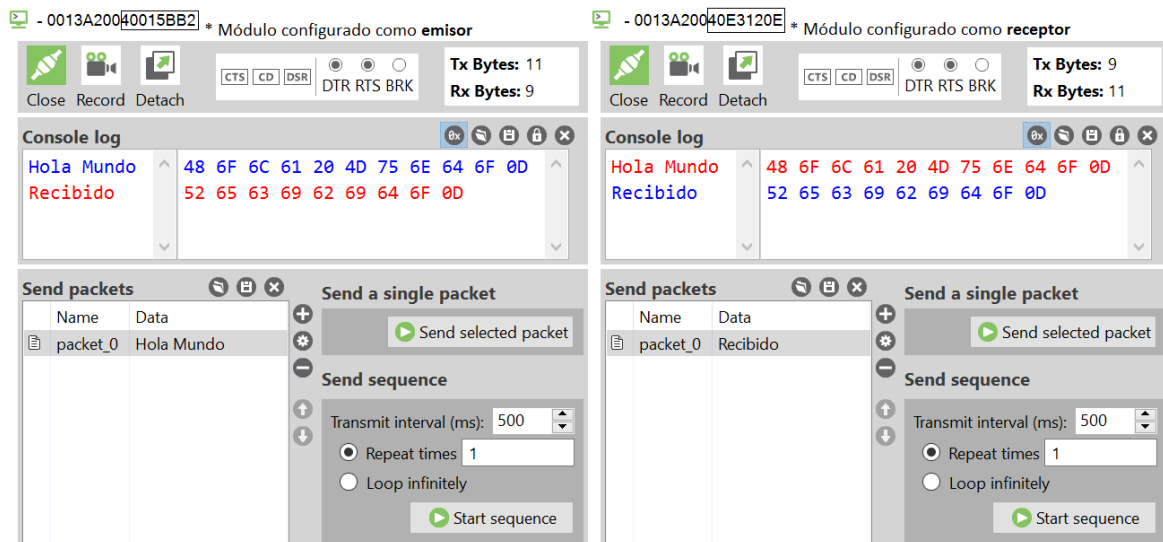 - 0013A20040015BB2 * Módulo configurado como emisor
Close Record Detach
CTS CD DSR
DTR RTS BRK
Tx Bytes: 11
Rx Bytes: 9
Console log
0x
Hola Mundo 48 6F 6C 61 20 4D 75 6E 64 6F 0D
Recibido 52 65 63 69 62 69 64 6F 0D
Send packets
Name Data
packet_0 Hola Mundo
Send a single packet
Send selected packet
Send sequence
Transmit interval (ms): 500
Repeat times 1
Loop infinitely
Start sequence
- 0013A20040E3120E * Módulo configurado como receptor
Close Record Detach
CTS CD DSR
DTR RTS BRK
Tx Bytes: 9
Rx Bytes: 11
Console log
0x
Hola Mundo 48 6F 6C 61 20 4D 75 6E 64 6F 0D
Recibido 52 65 63 69 62 69 64 6F 0D
Send packets
Name Data
packet_0 Recibido
Send a single packet
Send selected packet
Send sequence
Transmit interval (ms): 500
Repeat times 1
Loop infinitely
Start sequence